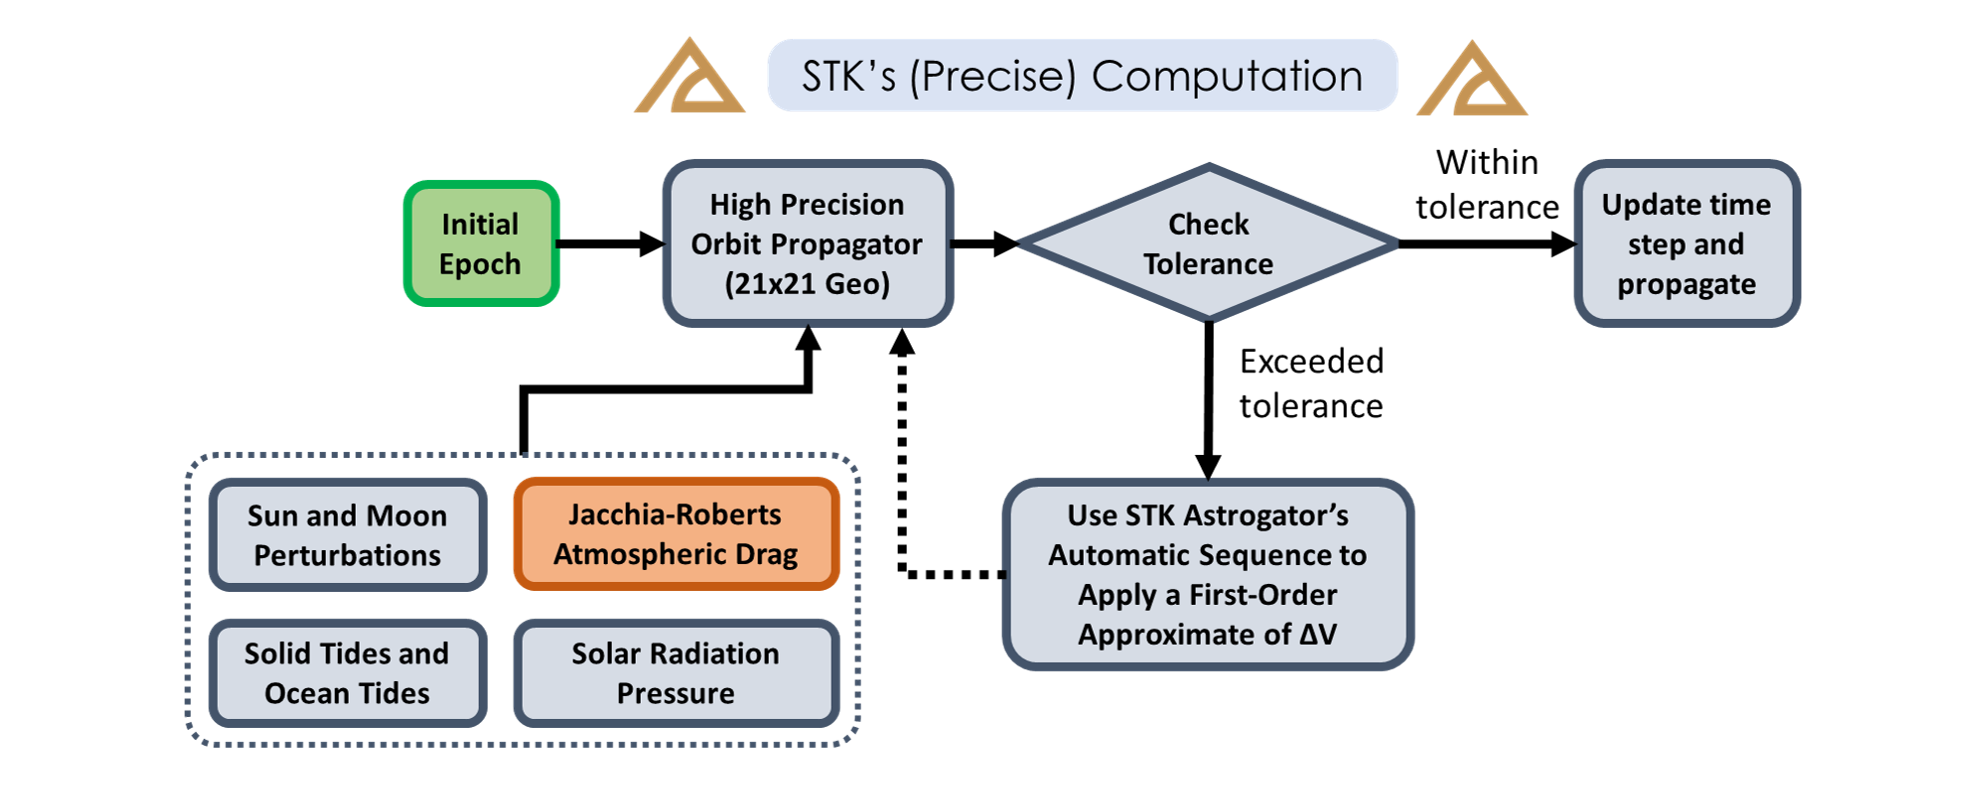 STK’s (Precise) Computation
Initial
Epoch
High Precision
Orbit Propagator
(21x21 Geo)
Check
Tolerance
Within
tolerance
Update time
step and
propagate
Exceeded
tolerance
Sun and Moon
Perturbations
Jacchia-Roberts
Atmospheric Drag
Solid Tides and
Ocean Tides
Solar Radiation
Pressure
Use STK Astrogator’s
Automatic Sequence to
Apply a First-Order
Approximate of ΔV